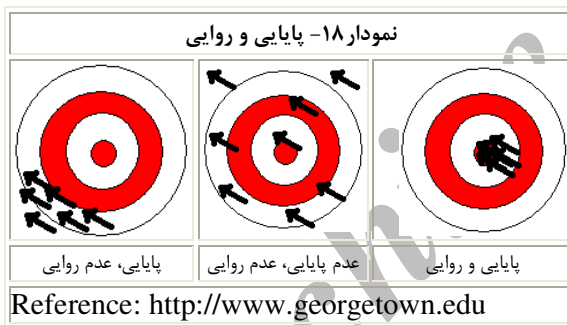 نمودار ۱۸- پایایی و روایی
پایایی و روایی
عدم پایایی، عدم روایی
پایایی، عدم روایی
Reference: http://www.georgetown.edu